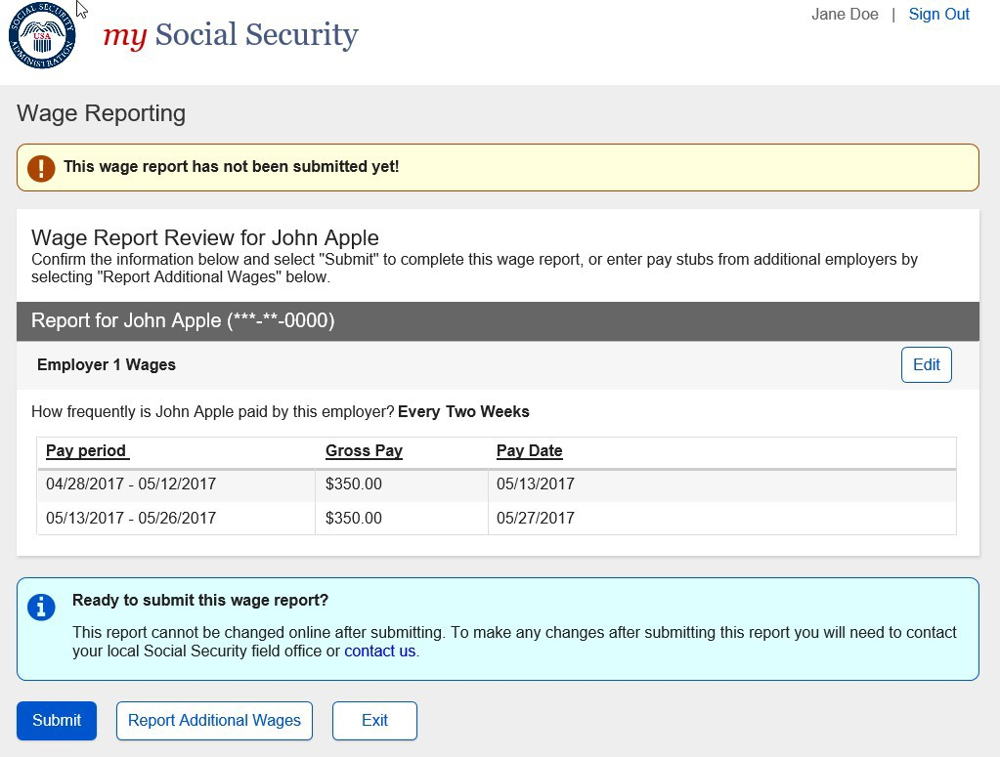 SOCIAL SECURITY
USA
ADMINISTRATION
my Social Security
Jane Doe | Sign Out
Wage Reporting
This wage report has not been submitted yet!
Wage Report Review for John Apple
Confirm the information below and select "Submit" to complete this wage report, or enter pay stubs from additional employers by
selecting "Report Additional Wages" below.
Report for John Apple (***-**-0000)
Employer 1 Wages
Edit
How frequently is John Apple paid by this employer? Every Two Weeks
Pay period Gross Pay Pay Date
04/28/2017 - 05/12/2017 $350.00 05/13/2017
05/13/2017 - 05/26/2017 $350.00 05/27/2017
Ready to submit this wage report?
This report cannot be changed online after submitting. To make any changes after submitting this report you will need to contact
your local Social Security field office or contact us.
Submit Report Additional Wages Exit